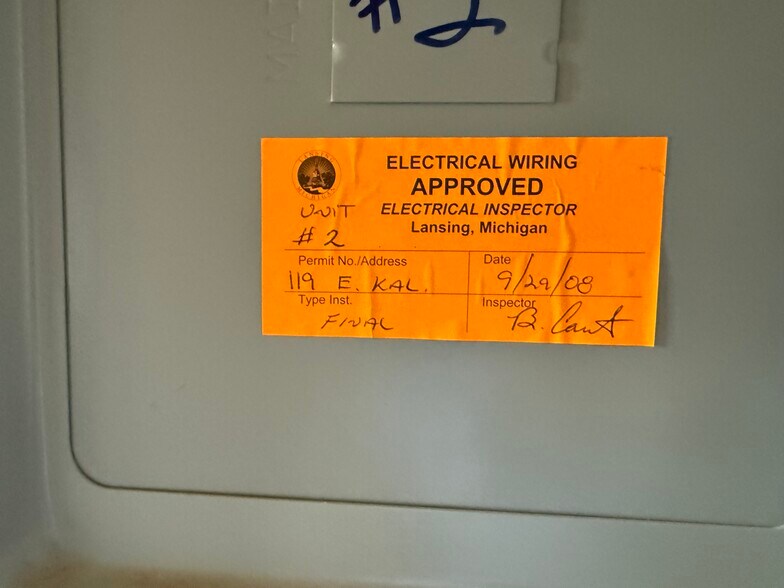 #2
ELECTRICAL WIRING
APPROVED
ELECTRICAL INSPECTOR
Lansing, Michigan
UNIT
#2
Permit No./Address
119 E. KAL.
Date
9/29/08
Type Inst.
FINAL
Inspector
B.